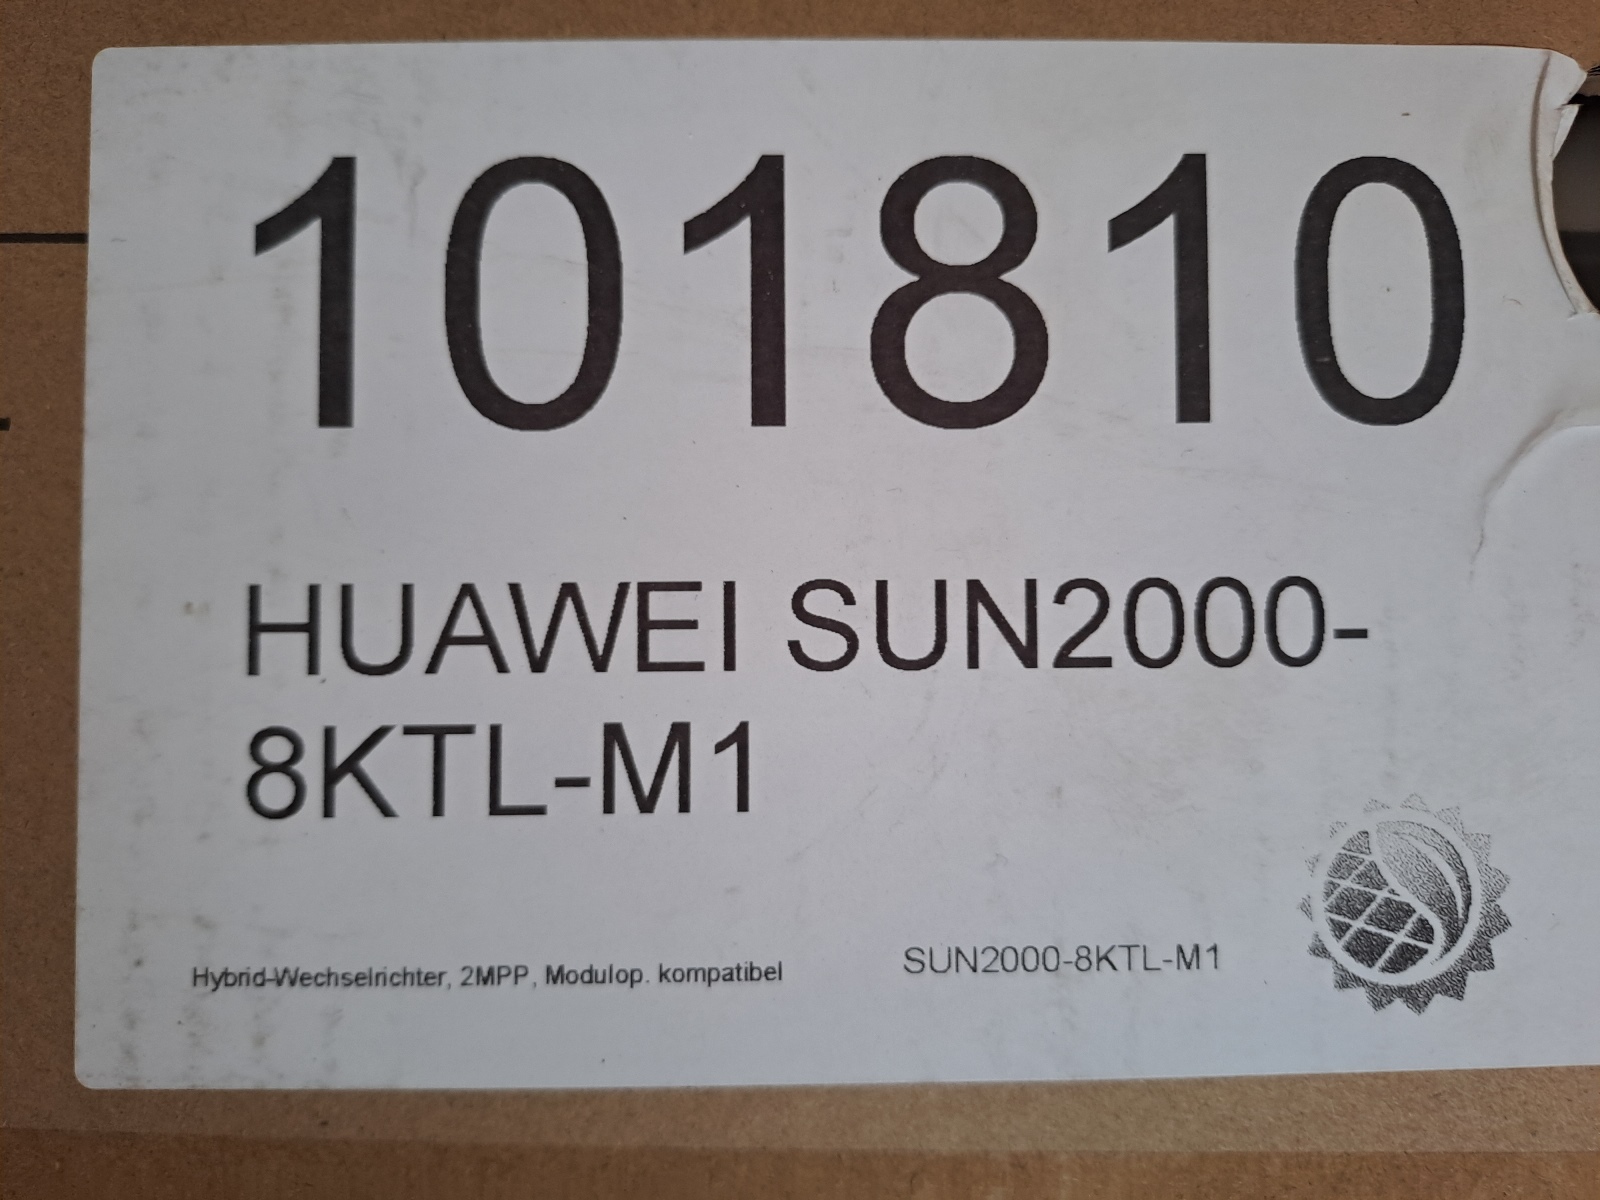 101810
HUAWEI SUN2000-
8KTL-M1
Hybrid-Wechselrichter, 2MPP, Modulop. kompatibel
SUN2000-8KTL-M1